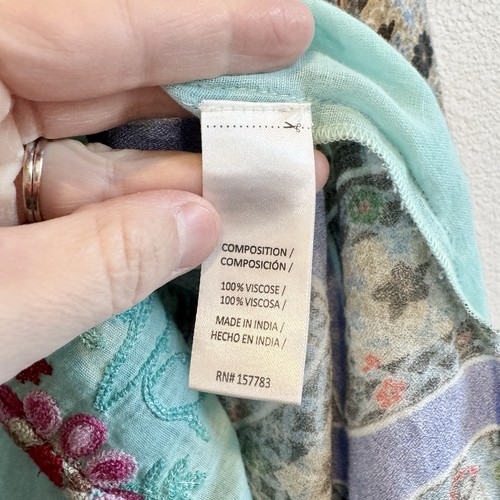 COMPOSITION /
COMPOSICIÓN /
100% VISCOSE /
100% VISCOSA /
MADE IN INDIA /
HECHO EN INDIA /
RN# 157783